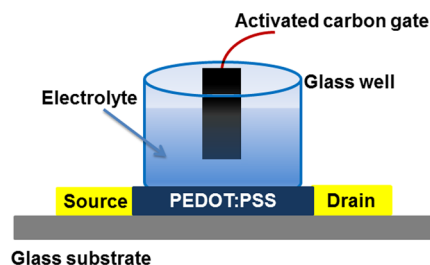 Activated carbon gate
Glass well
Electrolyte
Source
PEDOT:PSS
Drain
Glass substrate